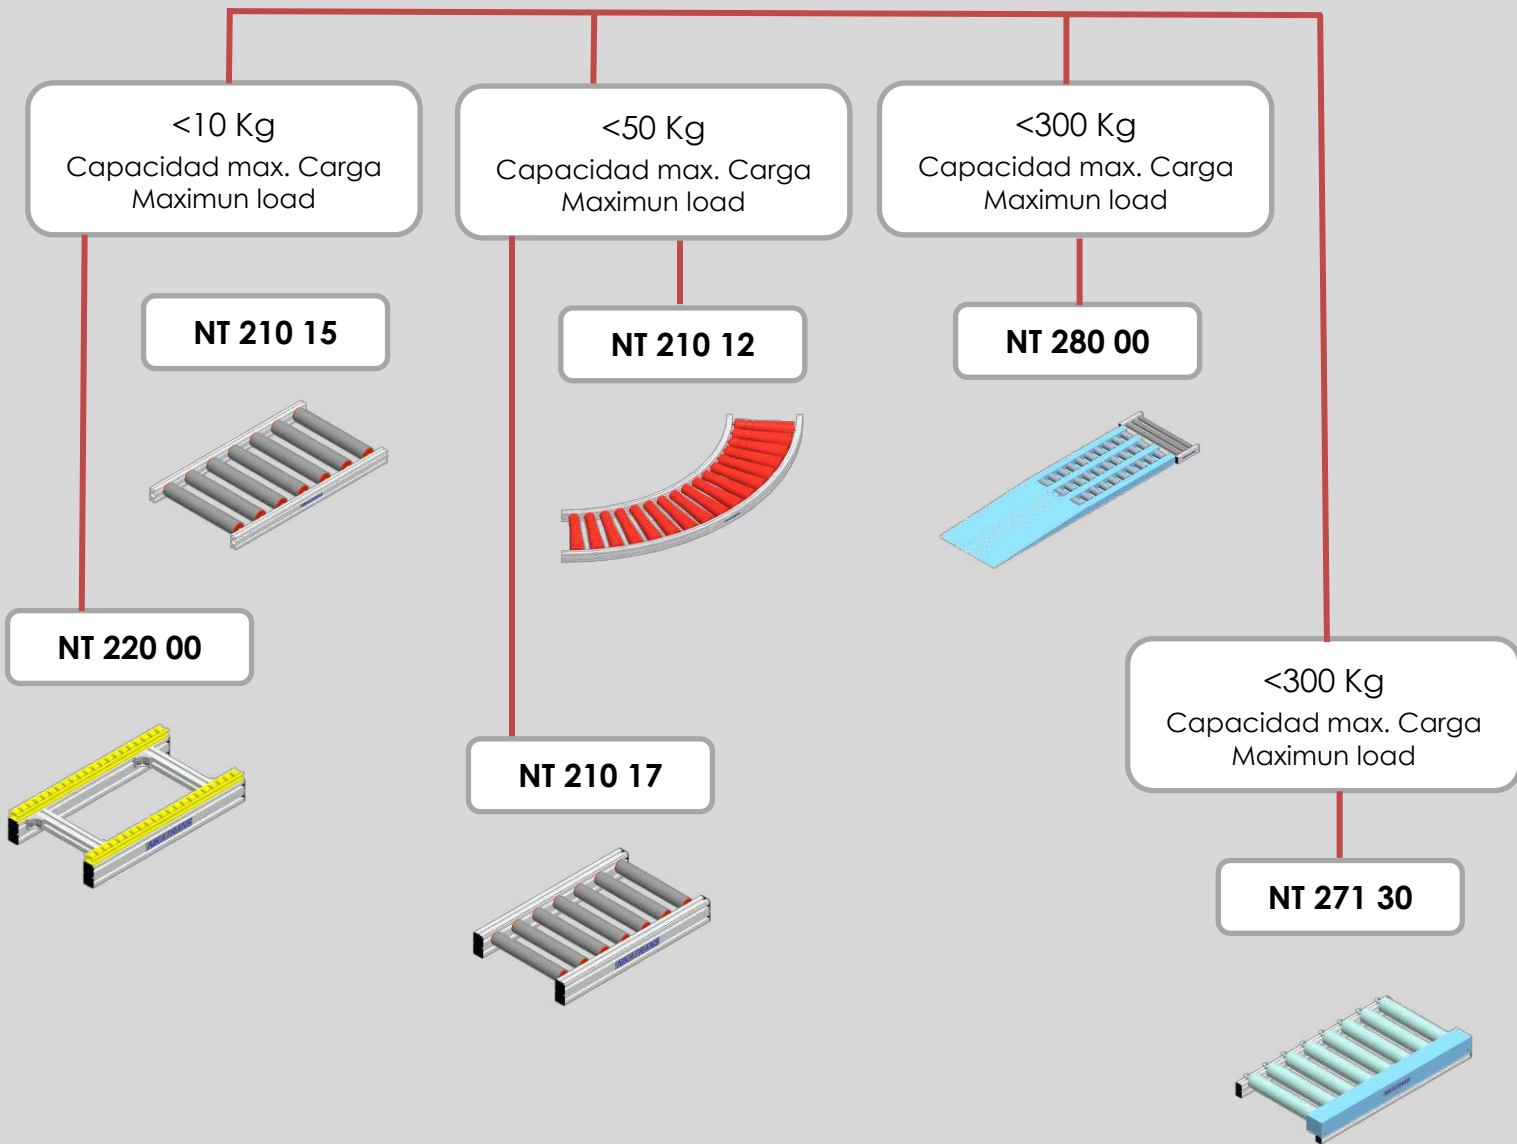 <10 Kg
Capacidad max. Carga
Maximun load
<50 Kg
Capacidad max. Carga
Maximun load
<300 Kg
Capacidad max. Carga
Maximun load
NT 210 15
NT 210 12
NT 280 00
NT 220 00
<300 Kg
Capacidad max. Carga
Maximun load
NT 210 17
NT 271 30